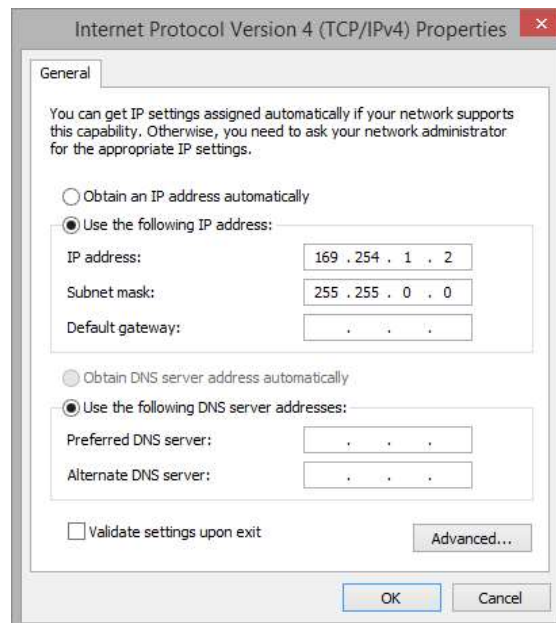 Internet Protocol Version 4 (TCP/IPv4) Properties
General
You can get IP settings assigned automatically if your network supports
this capability. Otherwise, you need to ask your network administrator
for the appropriate IP settings.
Obtain an IP address automatically
Use the following IP address:
IP address: 169 . 254 . 1 . 2
Subnet mask: 255 . 255 . 0 . 0
Default gateway: . . .
Obtain DNS server address automatically
Use the following DNS server addresses:
Preferred DNS server: . . .
Alternate DNS server: . . .
Validate settings upon exit
Advanced...
OK Cancel